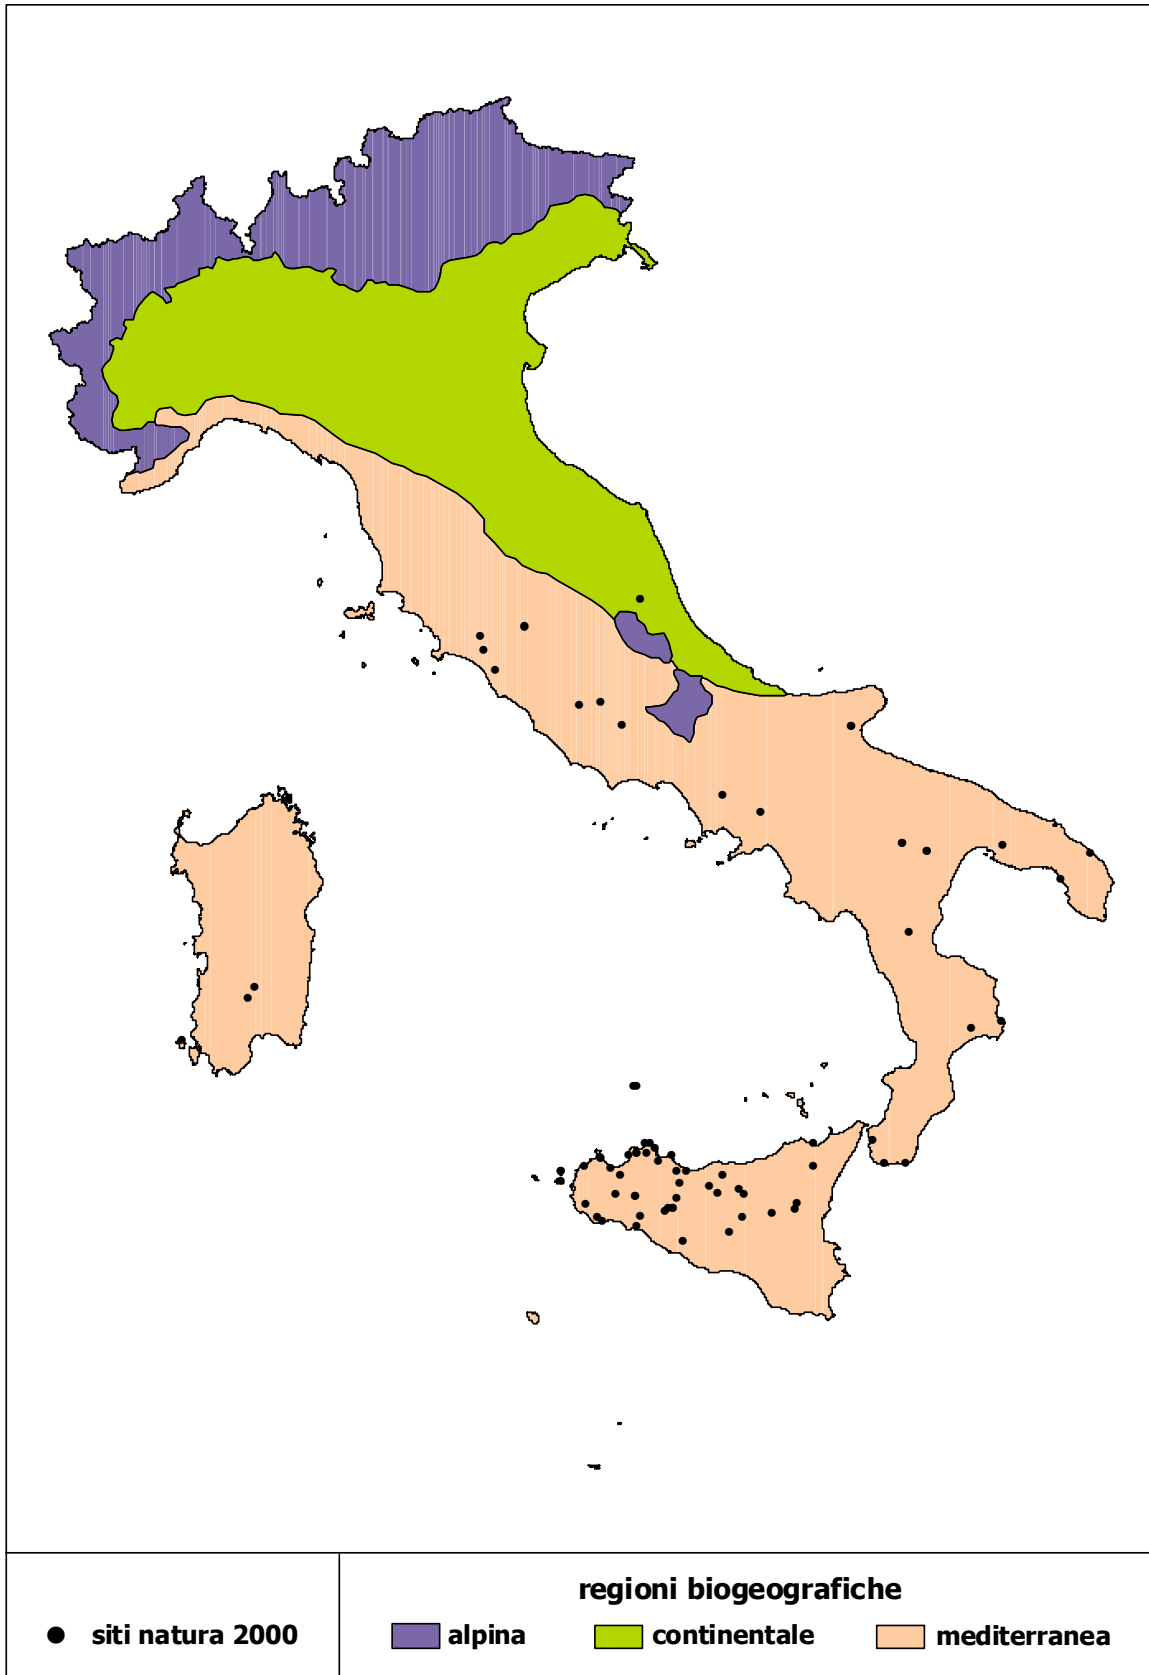 siti natura 2000
regioni biogeografiche
alpina
continentale
mediterranea